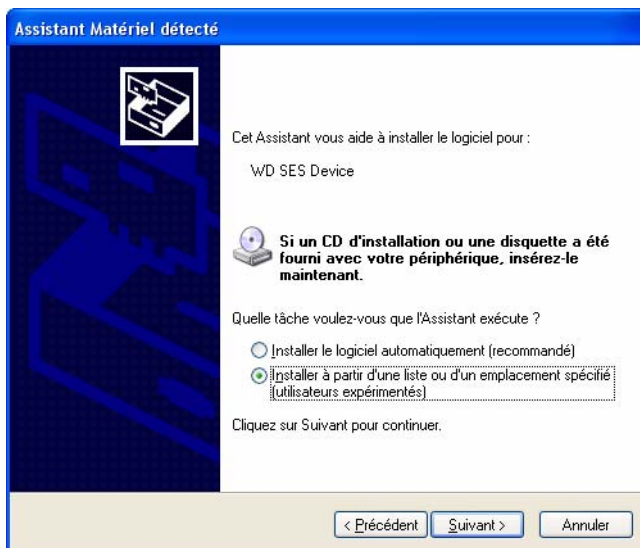 Assistant Matériel détecté
Cet Assistant vous aide à installer le logiciel pour :
WD SES Device
Si un CD d'installation ou une disquette a été
fourni avec votre périphérique, insérez-le
maintenant.
Quelle tâche voulez-vous que l'Assistant exécute ?
Installer le logiciel automatiquement (recommandé)
Installer à partir d'une liste ou d'un emplacement spécifié
(utilisateurs expérimentés)
Cliquez sur Suivant pour continuer.
< Précédent Suivant > Annuler